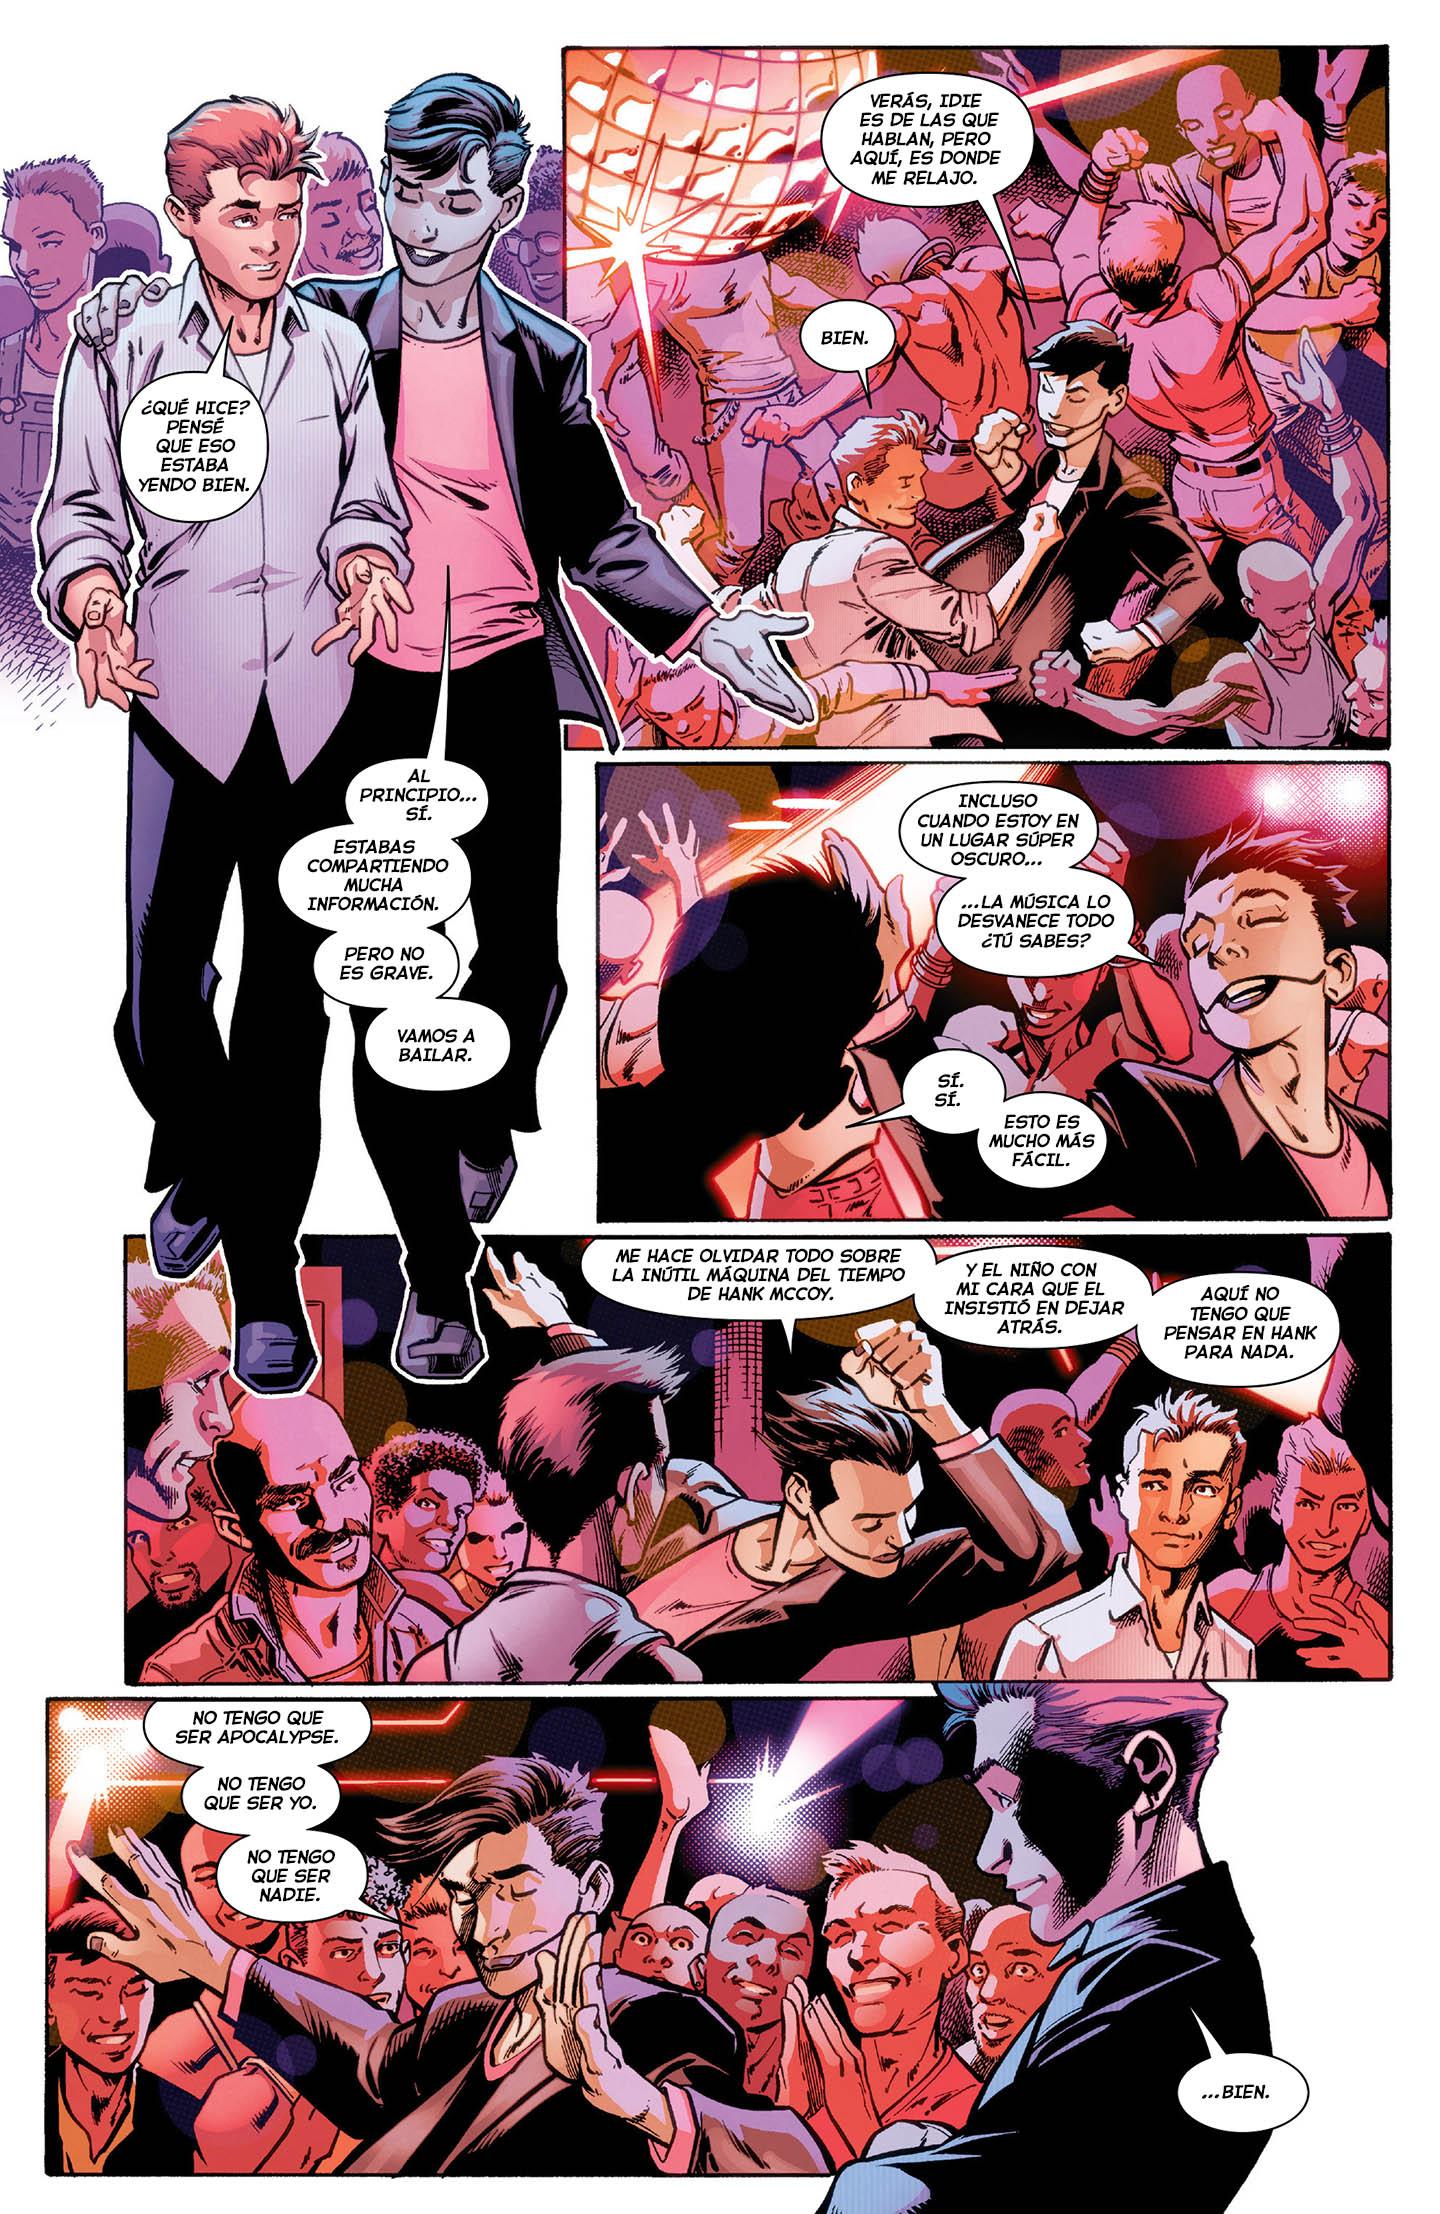 ¿QUÉ HICE?
PENSÉ
QUE ESO
ESTABA
YENDO BIEN.
AL
PRINCIPIO...
SÍ.
ESTABAS
COMPARTIENDO
MUCHA
INFORMACIÓN.
PERO NO
ES GRAVE.
VAMOS A
BAILAR.
VERÁS, IDIE
ES DE LAS QUE
HABLAN, PERO
AQUÍ, ES DONDE
ME RELAJO.
BIEN.
INCLUSO
CUANDO ESTOY EN
UN LUGAR SÚPER
OSCURO...
...LA MÚSICA LO
DESVANECE TODO
¿TÚ SABES?
SÍ.
SÍ.
ESTO ES
MUCHO MÁS
FÁCIL.
ME HACE OLVIDAR TODO SOBRE
LA INÚTIL MÁQUINA DEL TIEMPO
DE HANK MCCOY.
Y EL NIÑO CON
MI CARA QUE EL
INSISTIÓ EN DEJAR
ATRÁS.
AQUÍ NO
TENGO QUE
PENSAR EN HANK
PARA NADA.
NO TENGO QUE
SER APOCALYPSE.
NO TENGO
QUE SER YO.
NO TENGO
QUE SER
NADIE.
...BIEN.